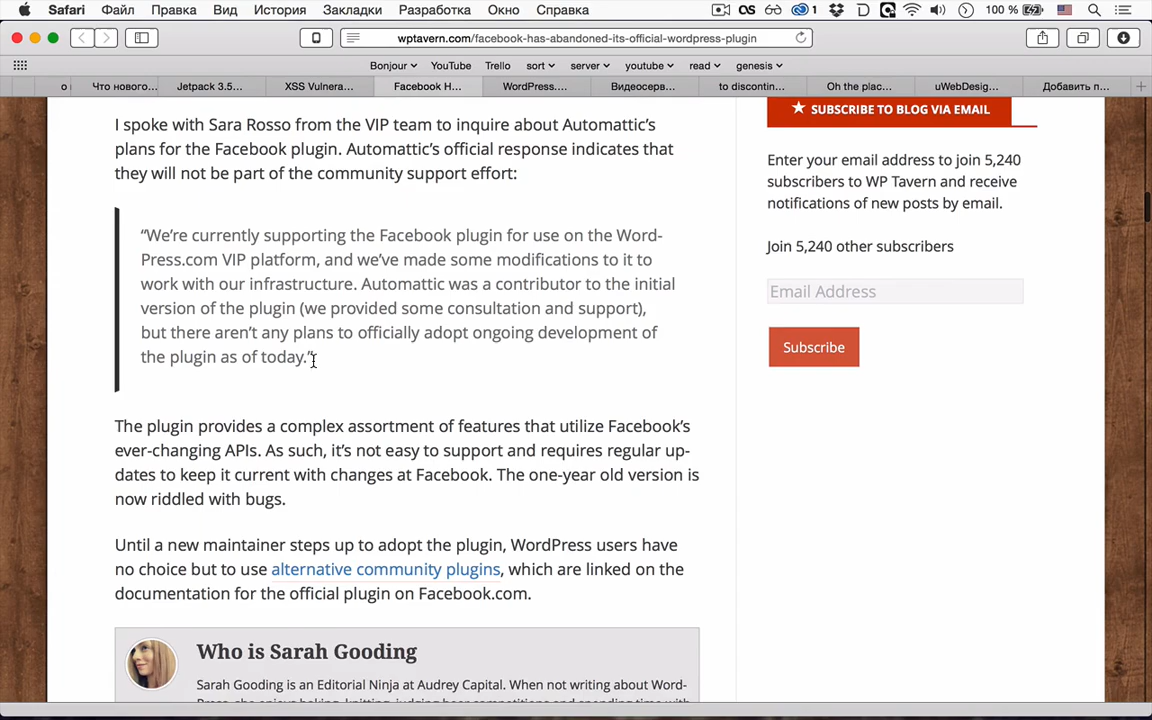 Safari Файл Правка Вид История Закладки Разработка Окно Справка 1 100 %
wptavern.com/facebook-has-abandoned-its-official-wordpress-plugin
Bonjour YouTube Trello sort server youtube read genesis
о Что нового... Jetpack 3.5... XSS Vulnera... Facebook H... WordPress.... Видеосерв... to discontin... Oh the plac... uWebDesig... Добавить п...
I spoke with Sara Rosso from the VIP team to inquire about Automattic's
plans for the Facebook plugin. Automattic's official response indicates that
they will not be part of the community support effort:
“We're currently supporting the Facebook plugin for use on the Word-
Press.com VIP platform, and we've made some modifications to it to
work with our infrastructure. Automattic was a contributor to the initial
version of the plugin (we provided some consultation and support),
but there aren't any plans to officially adopt ongoing development of
the plugin as of today.”
The plugin provides a complex assortment of features that utilize Facebook's
ever-changing APIs. As such, it's not easy to support and requires regular up-
dates to keep it current with changes at Facebook. The one-year old version is
now riddled with bugs.
Until a new maintainer steps up to adopt the plugin, WordPress users have
no choice but to use alternative community plugins, which are linked on the
documentation for the official plugin on Facebook.com.
Who is Sarah Gooding
Sarah Gooding is an Editorial Ninja at Audrey Capital. When not writing about Word-
SUBSCRIBE TO BLOG VIA EMAIL
Enter your email address to join 5,240
subscribers to WP Tavern and receive
notifications of new posts by email.
Join 5,240 other subscribers
Email Address
Subscribe